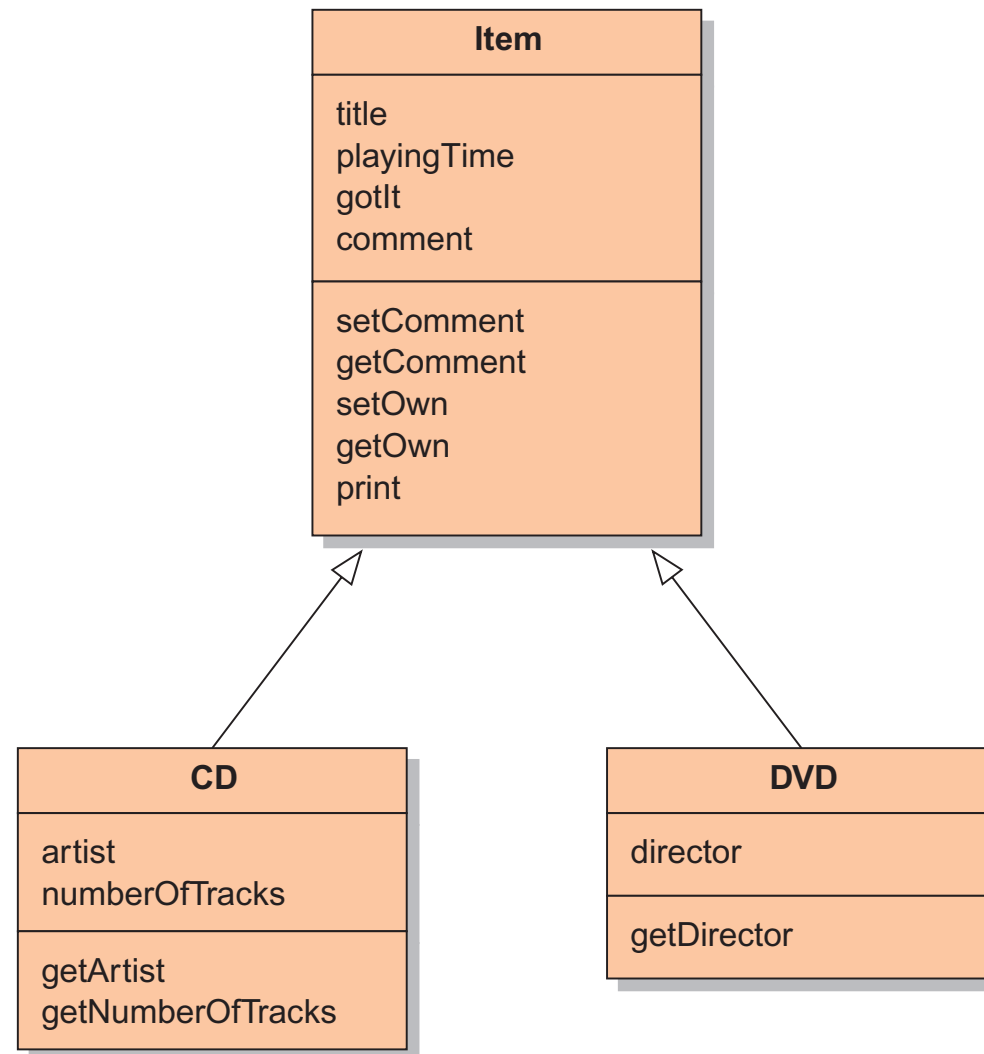 Item
title
playingTime
gotIt
comment
setComment
getComment
setOwn
getOwn
print
CD
artist
numberOfTracks
getArtist
getNumberOfTracks
DVD
director
getDirector